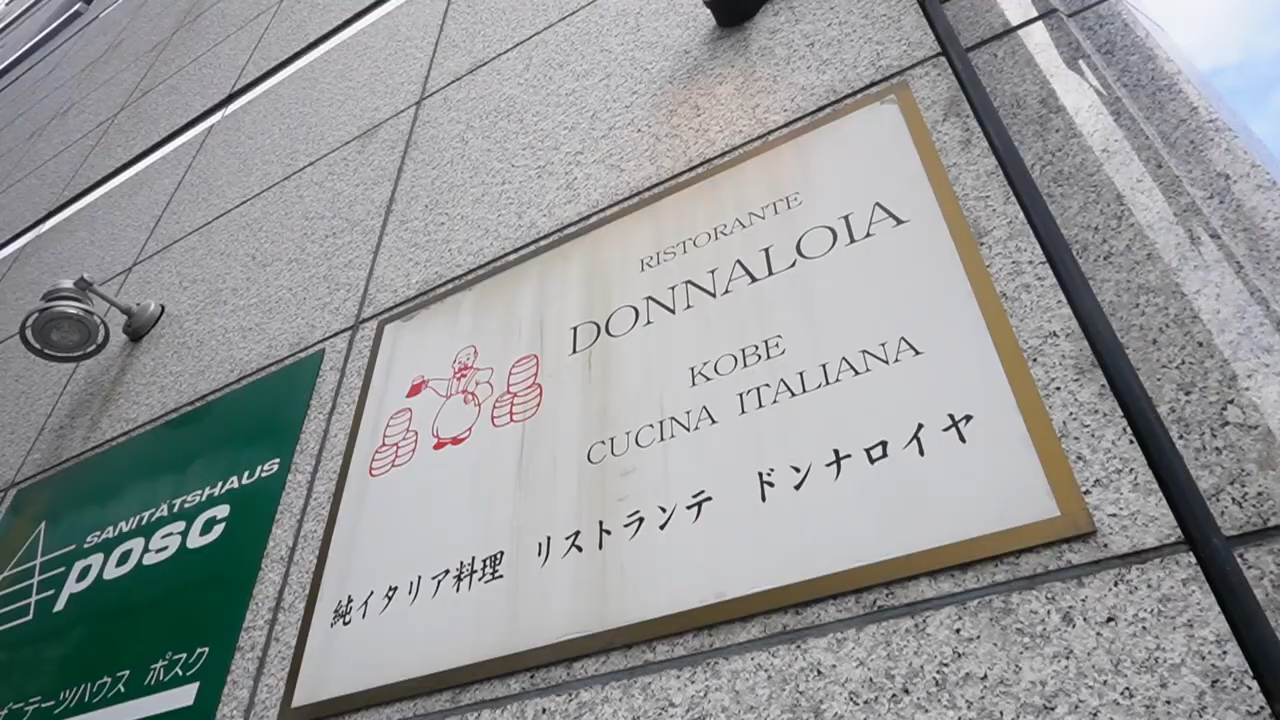 RISTORANTE
DONNALOIA
KOBE
CUCINA ITALIANA
純イタリア料理 リストランテ ドンナロイヤ
SANITÄTSHAUS
posc
ニテーツハウス ポスク